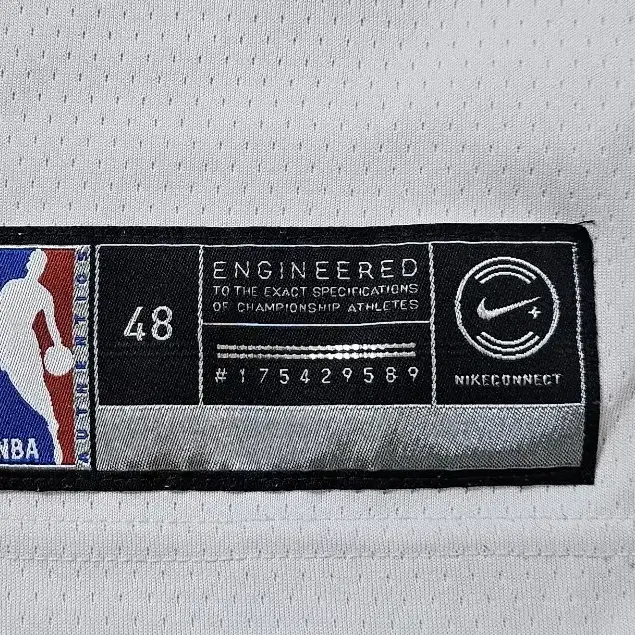 NBA
AUTHENTICS
48
ENGINEERED
TO THE EXACT SPECIFICATIONS
OF CHAMPIONSHIP ATHLETES
#175429589
NIKECONNECT